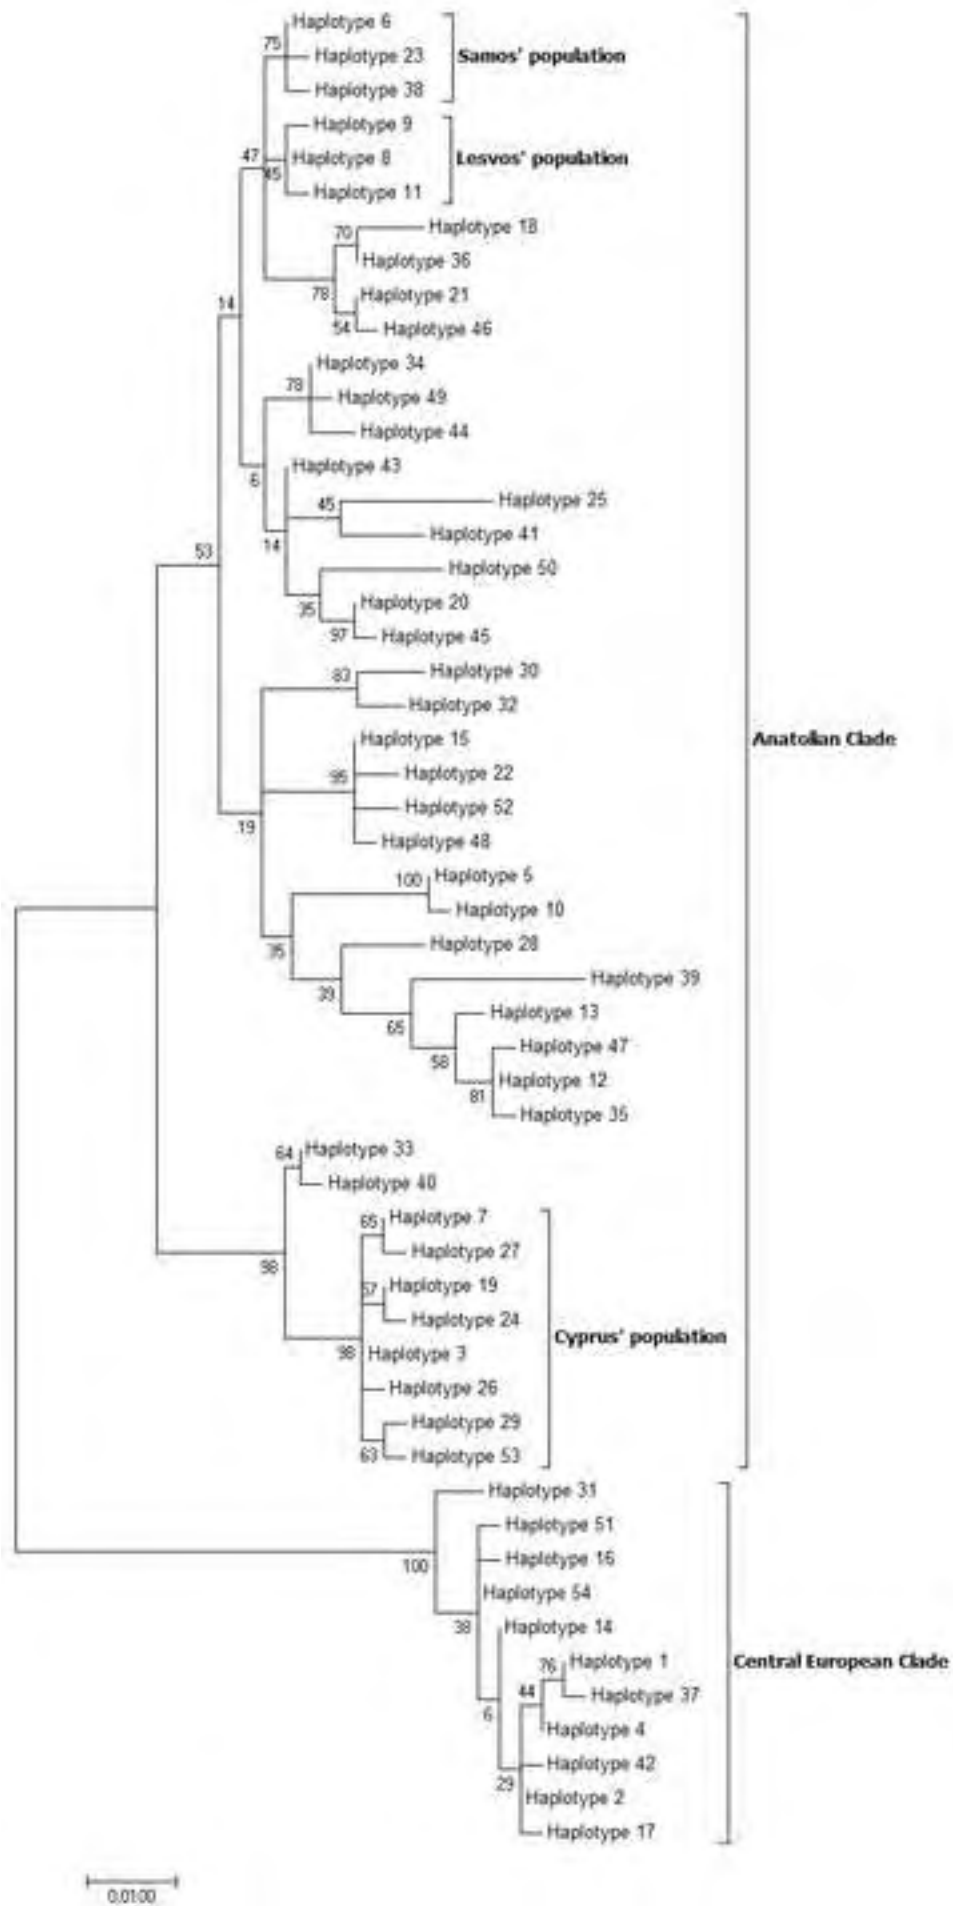 Haplotype 6
75
Haplotype 23
Samos' population
Haplotype 38
Haplotype 9
47
Haplotype 8
Lesvos' population
45
Haplotype 11
Haplotype 18
70
Haplotype 36
Haplotype 21
78
14
54
Haplotype 46
Haplotype 34
78
Haplotype 49
Haplotype 44
Haplotype 43
6
Haplotype 25
45
Haplotype 41
14
53
Haplotype 50
Haplotype 20
35
97
Haplotype 45
Haplotype 30
83
Haplotype 32
Haplotype 15
Anatolian Clade
Haplotype 22
95
Haplotype 52
19
Haplotype 48
Haplotype 5
100
Haplotype 10
Haplotype 28
35
Haplotype 39
39
Haplotype 13
65
Haplotype 47
58
Haplotype 12
81
Haplotype 35
Haplotype 33
64
Haplotype 40
Haplotype 7
65
Haplotype 27
98
Haplotype 19
57
Haplotype 24
Cyprus' population
98
Haplotype 3
Haplotype 26
Haplotype 29
63
Haplotype 53
Haplotype 31
Haplotype 51
Haplotype 16
100
Haplotype 54
38
Haplotype 14
Haplotype 1
76
Central European Clade
44
Haplotype 37
6
Haplotype 4
Haplotype 42
29
Haplotype 2
Haplotype 17
0.0100